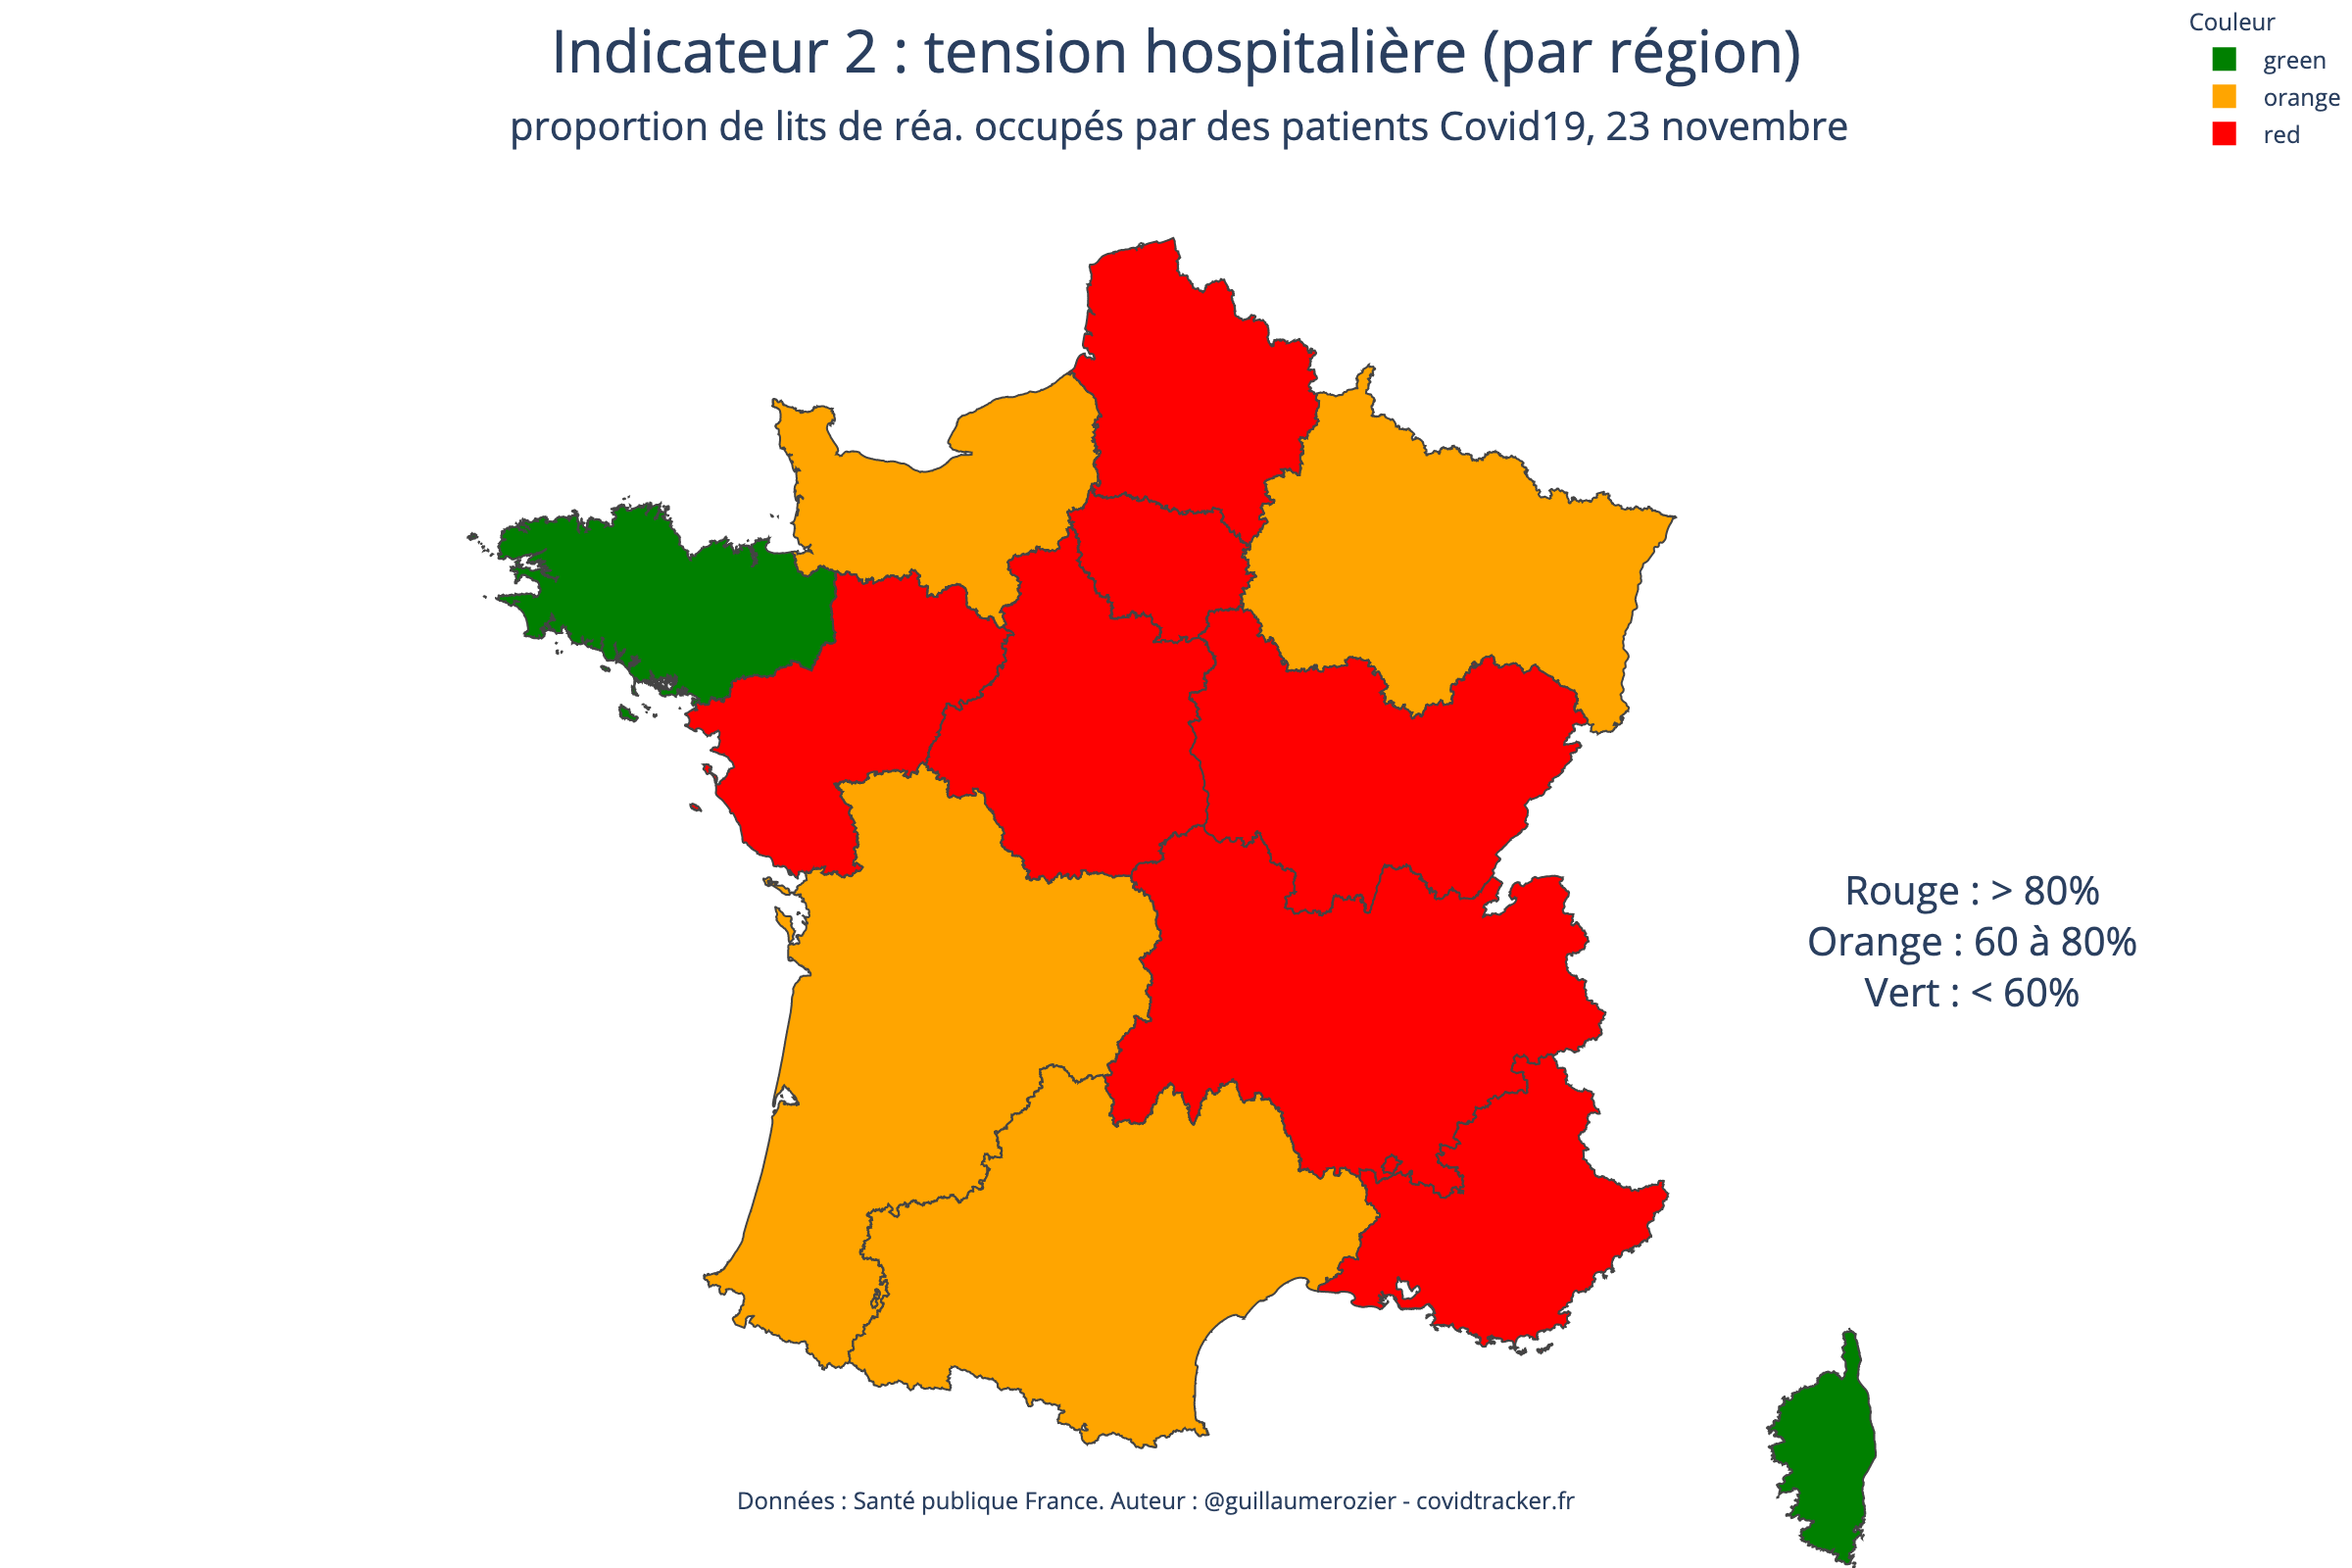 Indicateur 2 : tension hospitalière (par région)
proportion de lits de réa. occupés par des patients Covid19, 23 novembre
Couleur
green
orange
red
Rouge : > 80%
Orange : 60 à 80%
Vert : < 60%
Données : Santé publique France. Auteur : @guillaumerozier - covidtracker.fr